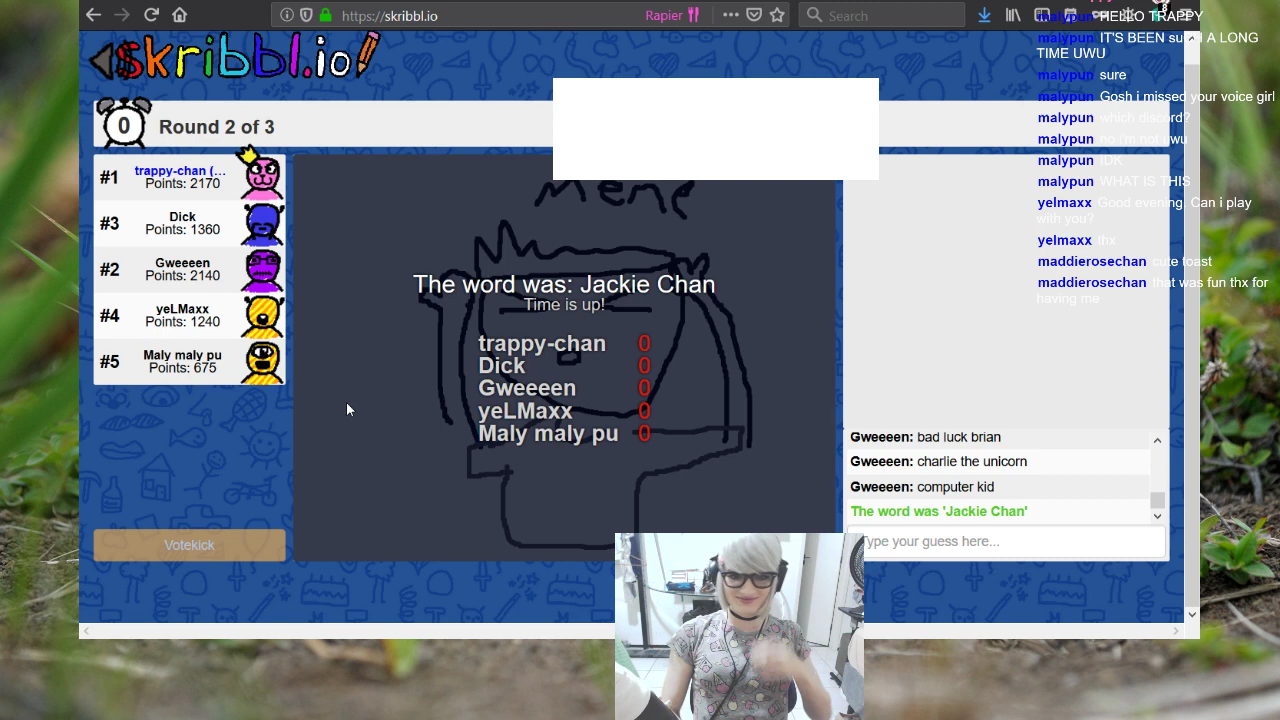 https://skribbl.io
Rapier
Search
skribbl.io
0
Round 2 of 3
#1
trappy-chan (...
Points: 2170
#3
Dick
Points: 1360
#2
Gweeeen
Points: 2140
#4
yeLMaxx
Points: 1240
#5
Maly maly pu
Points: 675
Votekick
Meme
The word was: Jackie Chan
Time is up!
trappy-chan 0
Dick 0
Gweeeen 0
yeLMaxx 0
Maly maly pu 0
malypun HELLO TRAPPY
malypun IT'S BEEN A LONG
TIME UWU
malypun sure
malypun Gosh i missed your voice girl
malypun which discord?
malypun no i'm not uwu
malypun IDK
malypun WHAT IS THIS
yelmaxx Good evening. Can i play
with you?
yelmaxx thx
maddierosechan cute toast
maddierosechan that was fun thx for
having me
Gweeeen: bad luck brian
Gweeeen: charlie the unicorn
Gweeeen: computer kid
The word was 'Jackie Chan'
ype your guess here...